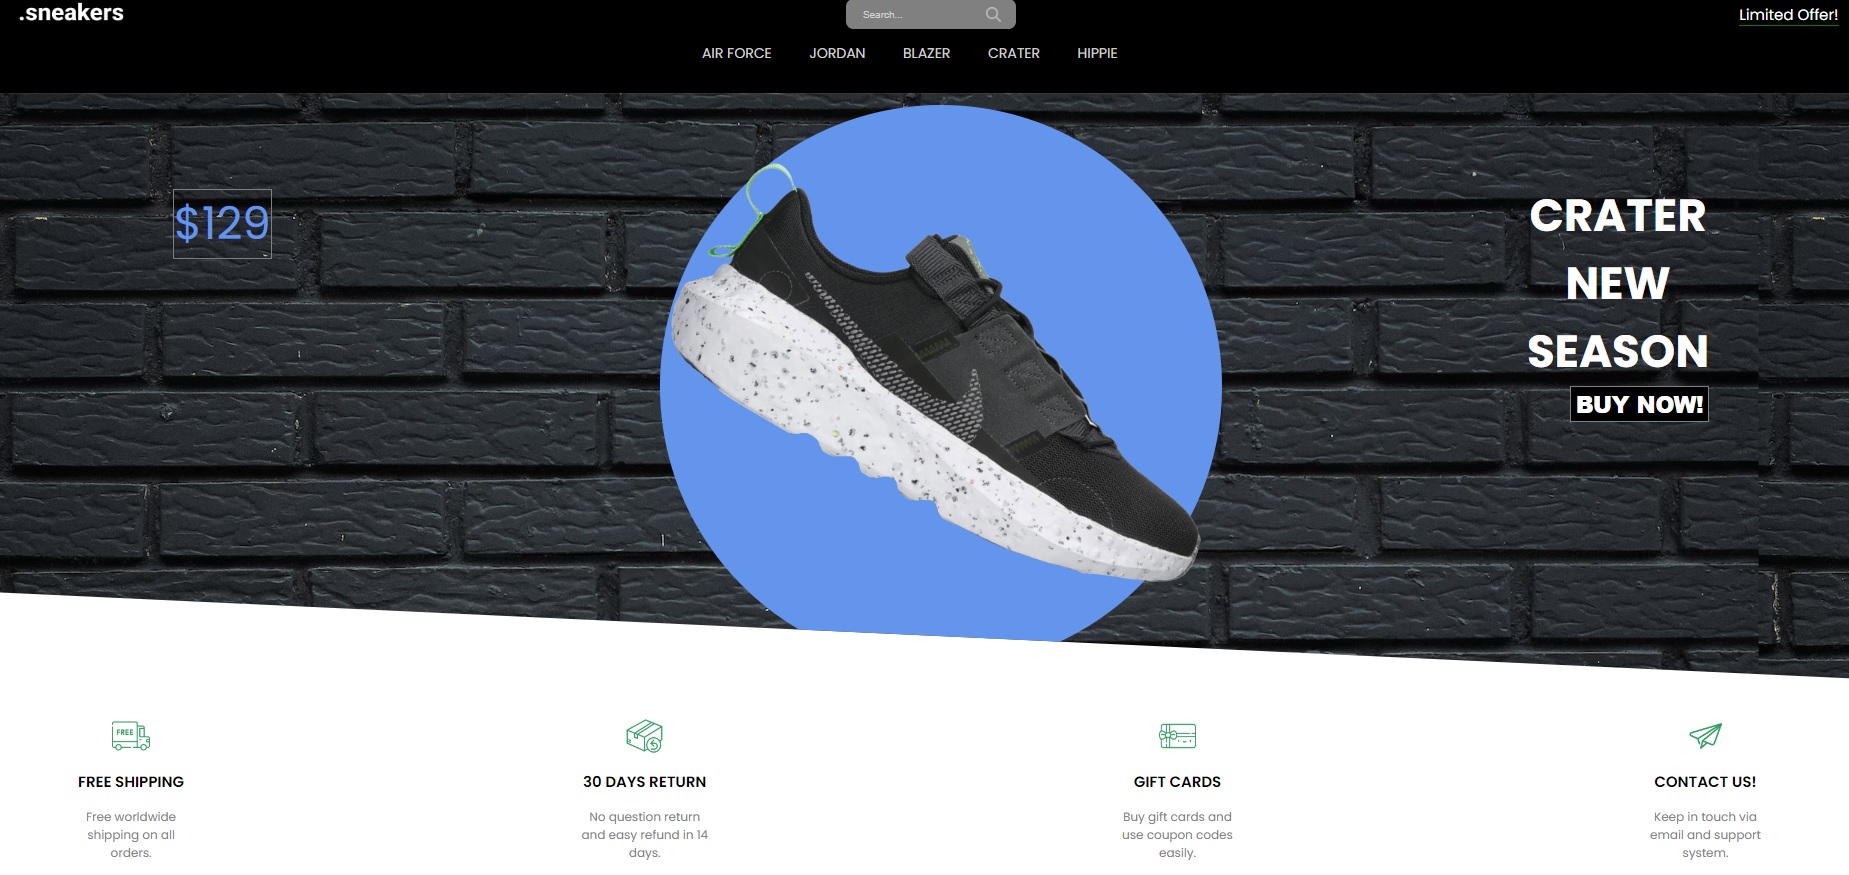 .sneakers
Search...
Limited Offer!
AIR FORCE JORDAN BLAZER CRATER HIPPIE
$129
CRATER
NEW
SEASON
BUY NOW!
FREE
FREE SHIPPING
Free worldwide
shipping on all
orders.
30 DAYS RETURN
No question return
and easy refund in 14
days.
GIFT CARDS
Buy gift cards and
use coupon codes
easily.
CONTACT US!
Keep in touch via
email and support
system.